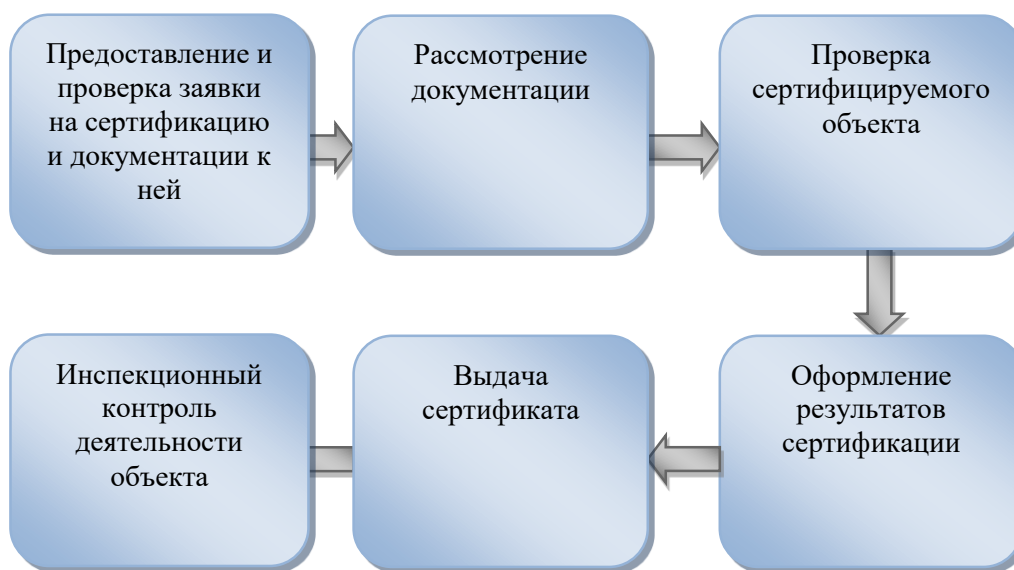 Предоставление и
проверка заявки
на сертификацию
и документации к
ней
Рассмотрение
документации
Проверка
сертифицируемого
объекта
Оформление
результатов
сертификации
Выдача
сертификата
Инспекционный
контроль
деятельности
объекта